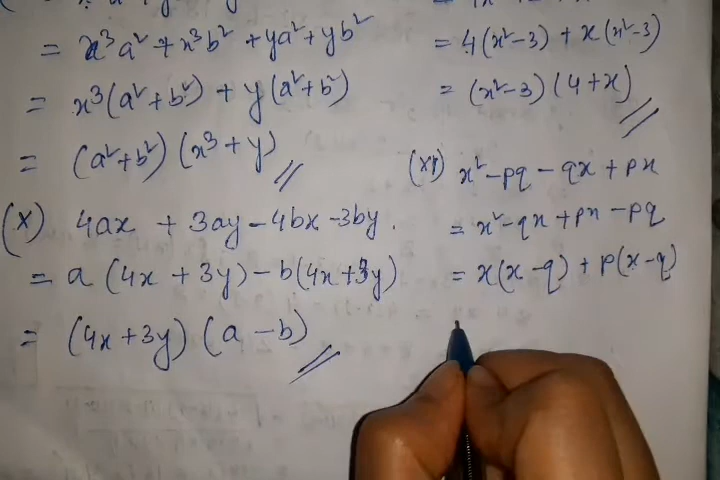 = x³a² + x³b² + ya² + yb²
= x³(a²+b²) + y(a²+b²)
= (a²+b²) (x³+y)
(x) 4ax + 3ay - 4bx - 3by.
= a (4x + 3y) - b(4x+3y)
= (4x+3y) (a - b)
= 4(x²-3) + x(x²-3)
= (x²-3) (4+x)
(xi) x² - pq - qx + px
= x² - qx + px - pq
= x(x-q) + p(x-q)
=